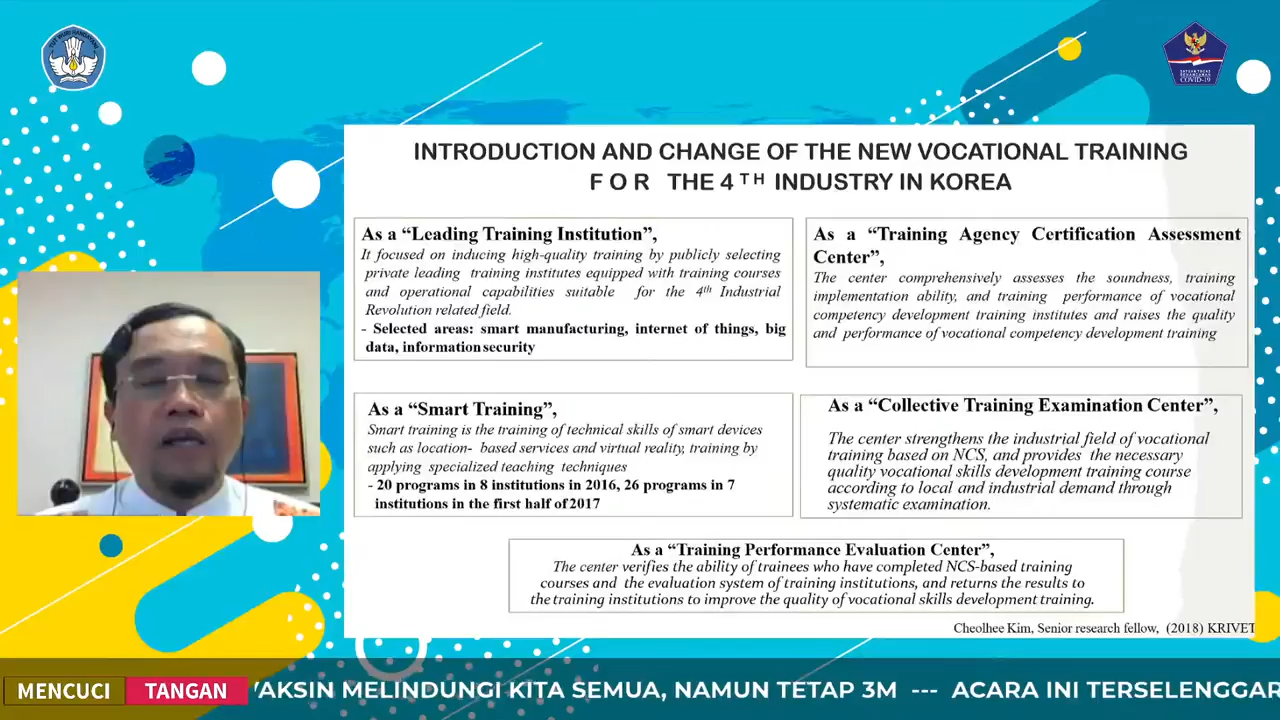 TUT WURI HANDAYANI
SATUAN TUGAS
PENANGANAN
COVID-19
INTRODUCTION AND CHANGE OF THE NEW VOCATIONAL TRAINING
F O R THE 4 TH INDUSTRY IN KOREA
As a “Leading Training Institution”,
It focused on inducing high-quality training by publicly selecting
private leading training institutes equipped with training courses
and operational capabilities suitable for the 4th Industrial
Revolution related field.
- Selected areas: smart manufacturing, internet of things, big
data, information security
As a “Training Agency Certification Assessment
Center”,
The center comprehensively assesses the soundness, training
implementation ability, and training performance of vocational
competency development training institutes and raises the quality
and performance of vocational competency development training
As a “Smart Training”,
Smart training is the training of technical skills of smart devices
such as location- based services and virtual reality, training by
applying specialized teaching techniques
- 20 programs in 8 institutions in 2016, 26 programs in 7
institutions in the first half of 2017
As a “Collective Training Examination Center”,
The center strengthens the industrial field of vocational
training based on NCS, and provides the necessary
quality vocational skills development training course
according to local and industrial demand through
systematic examination.
As a “Training Performance Evaluation Center”,
The center verifies the ability of trainees who have completed NCS-based training
courses and the evaluation system of training institutions, and returns the results to
the training institutions to improve the quality of vocational skills development training.
Cheolhee Kim, Senior research fellow, (2018) KRIVET
MENCUCI TANGAN VAKSIN MELINDUNGI KITA SEMUA, NAMUN TETAP 3M --- ACARA INI TERSELENGGAR